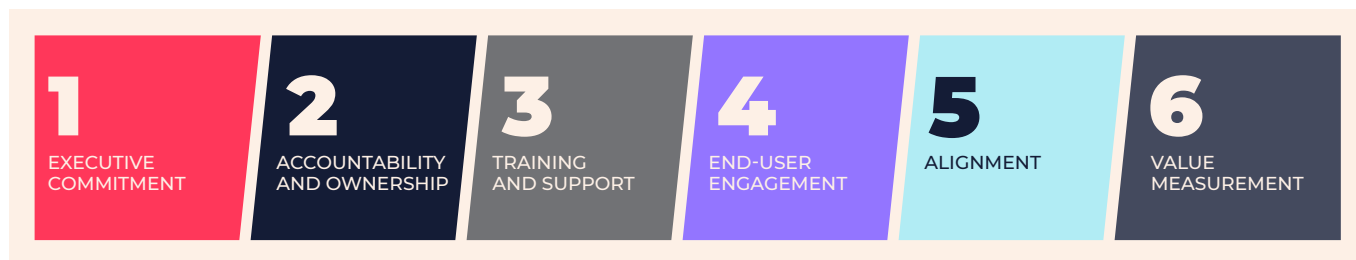 1
EXECUTIVE
COMMITMENT
2
ACCOUNTABILITY
AND OWNERSHIP
3
TRAINING
AND SUPPORT
4
END-USER
ENGAGEMENT
5
ALIGNMENT
6
VALUE
MEASUREMENT